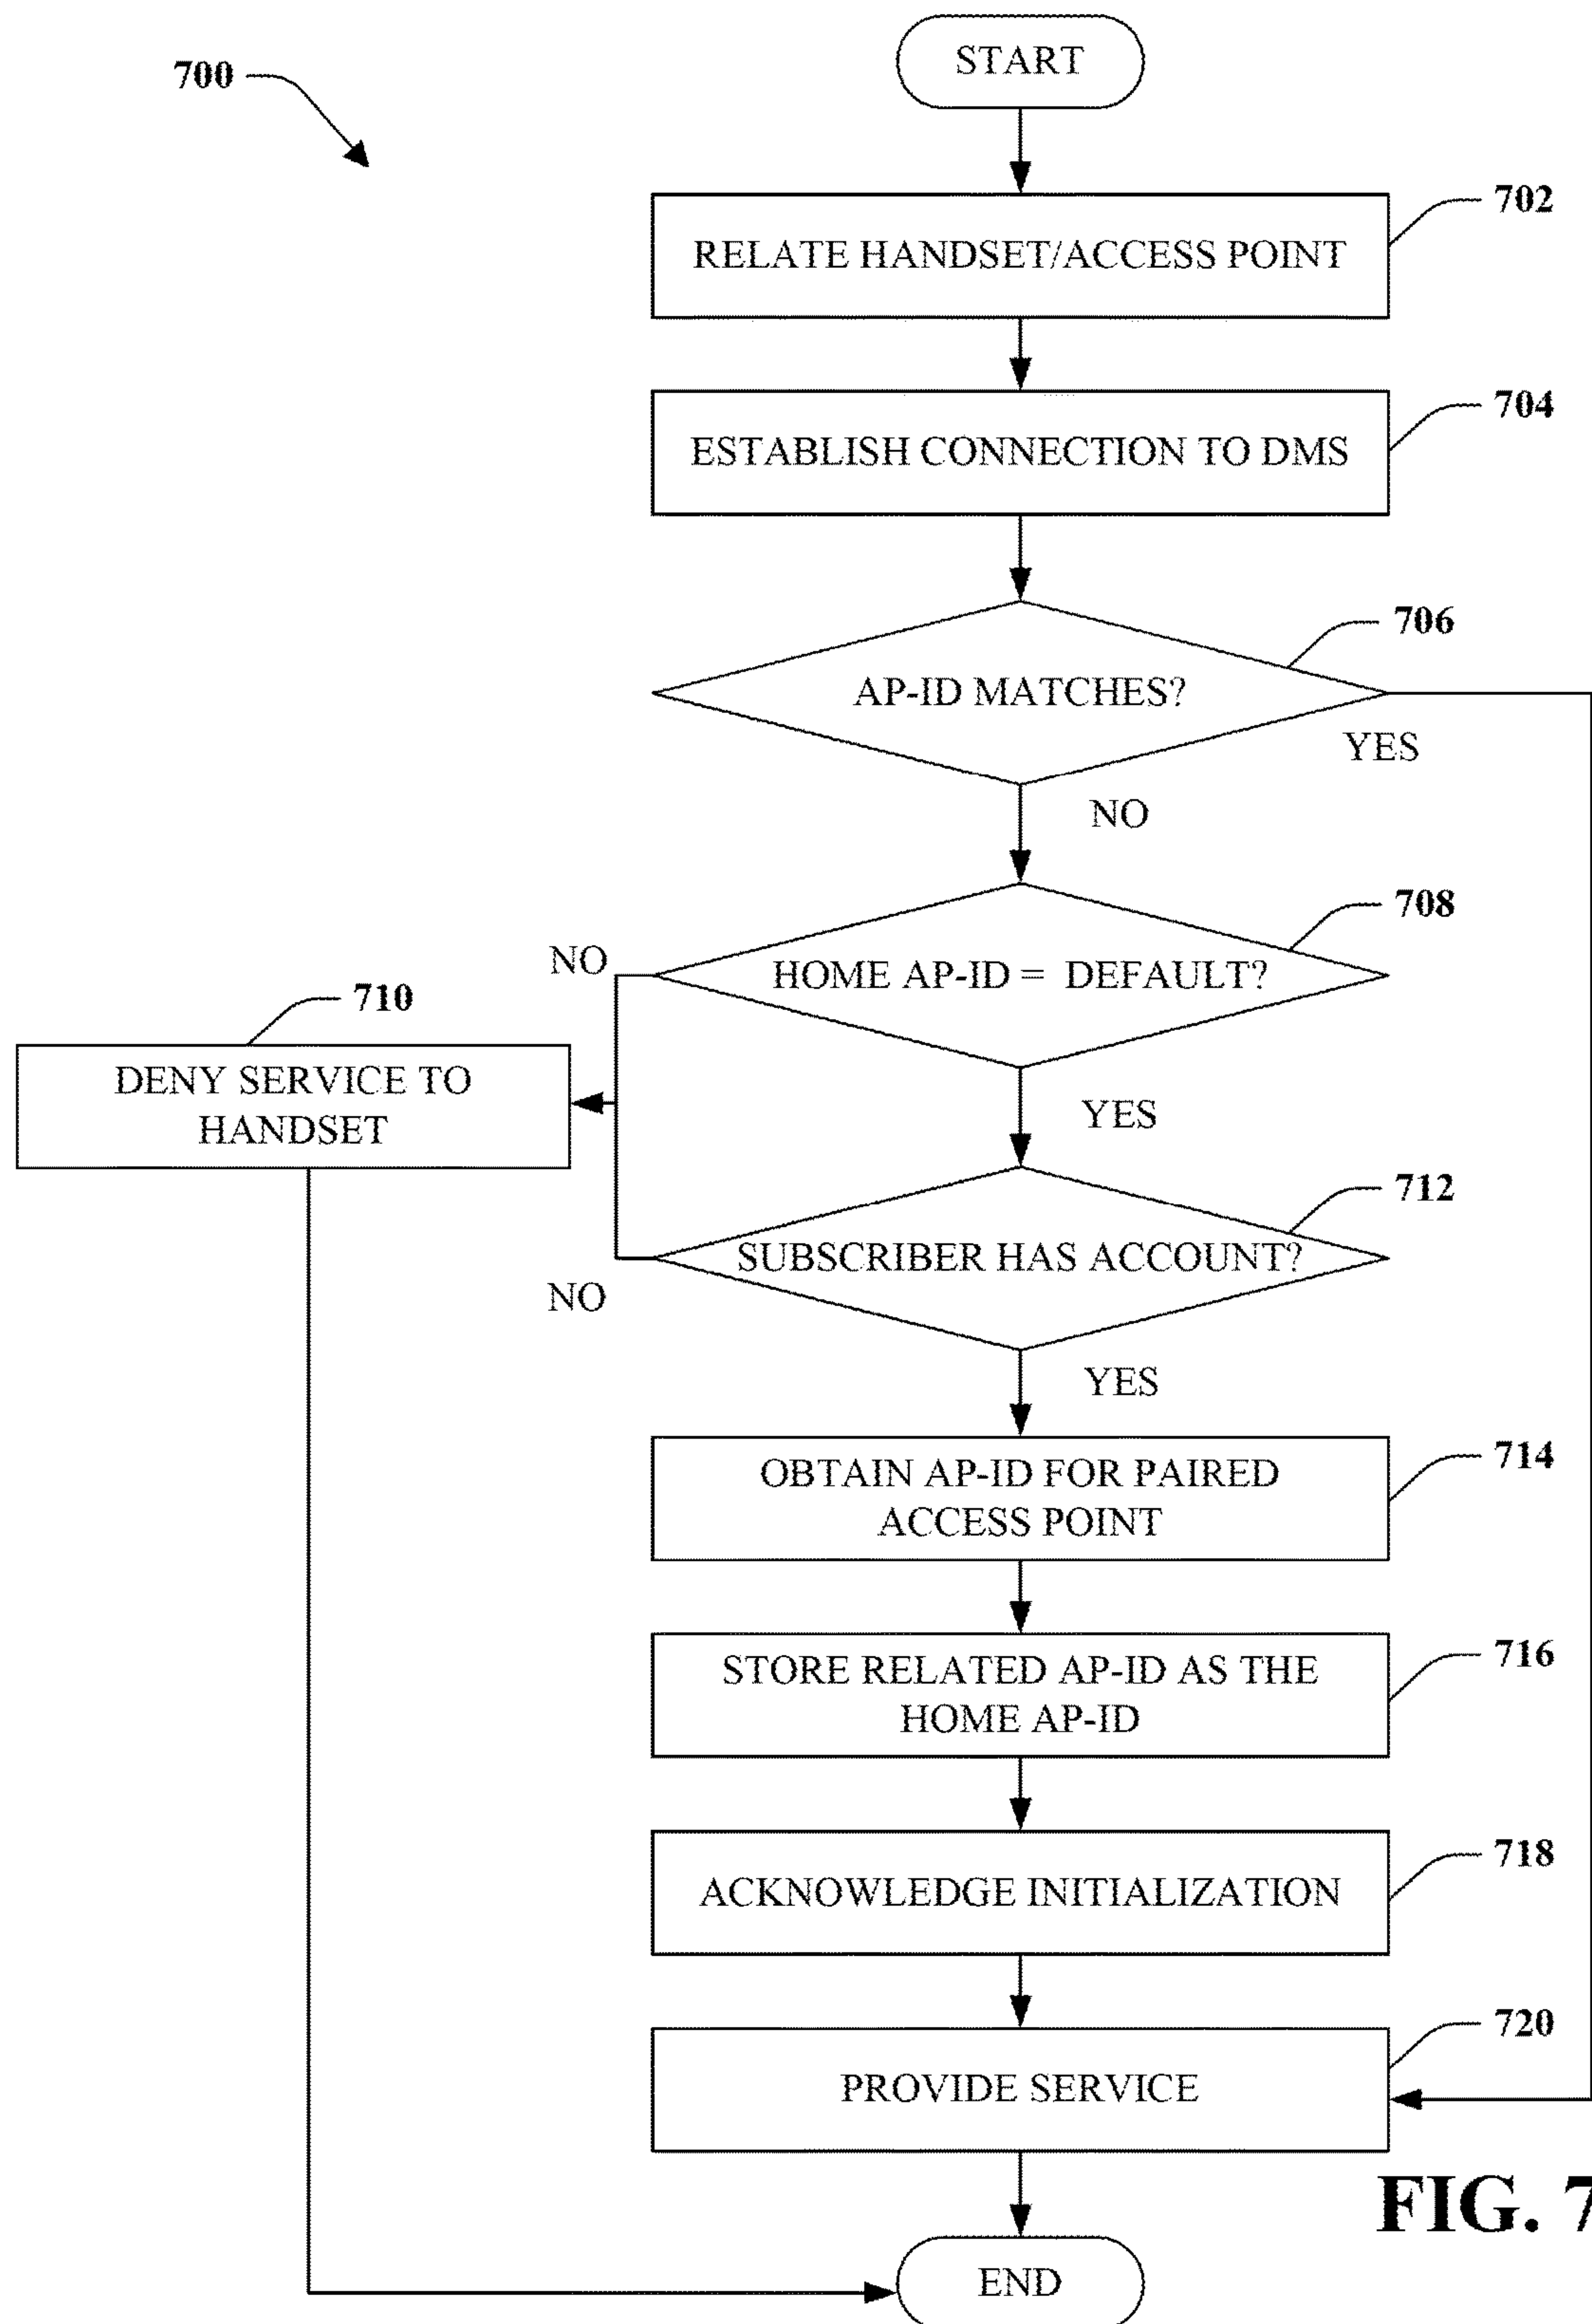 START
700
702
RELATE HANDSET/ACCESS POINT
704
ESTABLISH CONNECTION TO DMS
706
AP-ID MATCHES?
YES
NO
708
NO
HOME AP-ID = DEFAULT?
710
DENY SERVICE TO
HANDSET
YES
712
SUBSCRIBER HAS ACCOUNT?
NO
YES
714
OBTAIN AP-ID FOR PAIRED
ACCESS POINT
716
STORE RELATED AP-ID AS THE
HOME AP-ID
718
ACKNOWLEDGE INITIALIZATION
720
PROVIDE SERVICE
FIG. 7
END